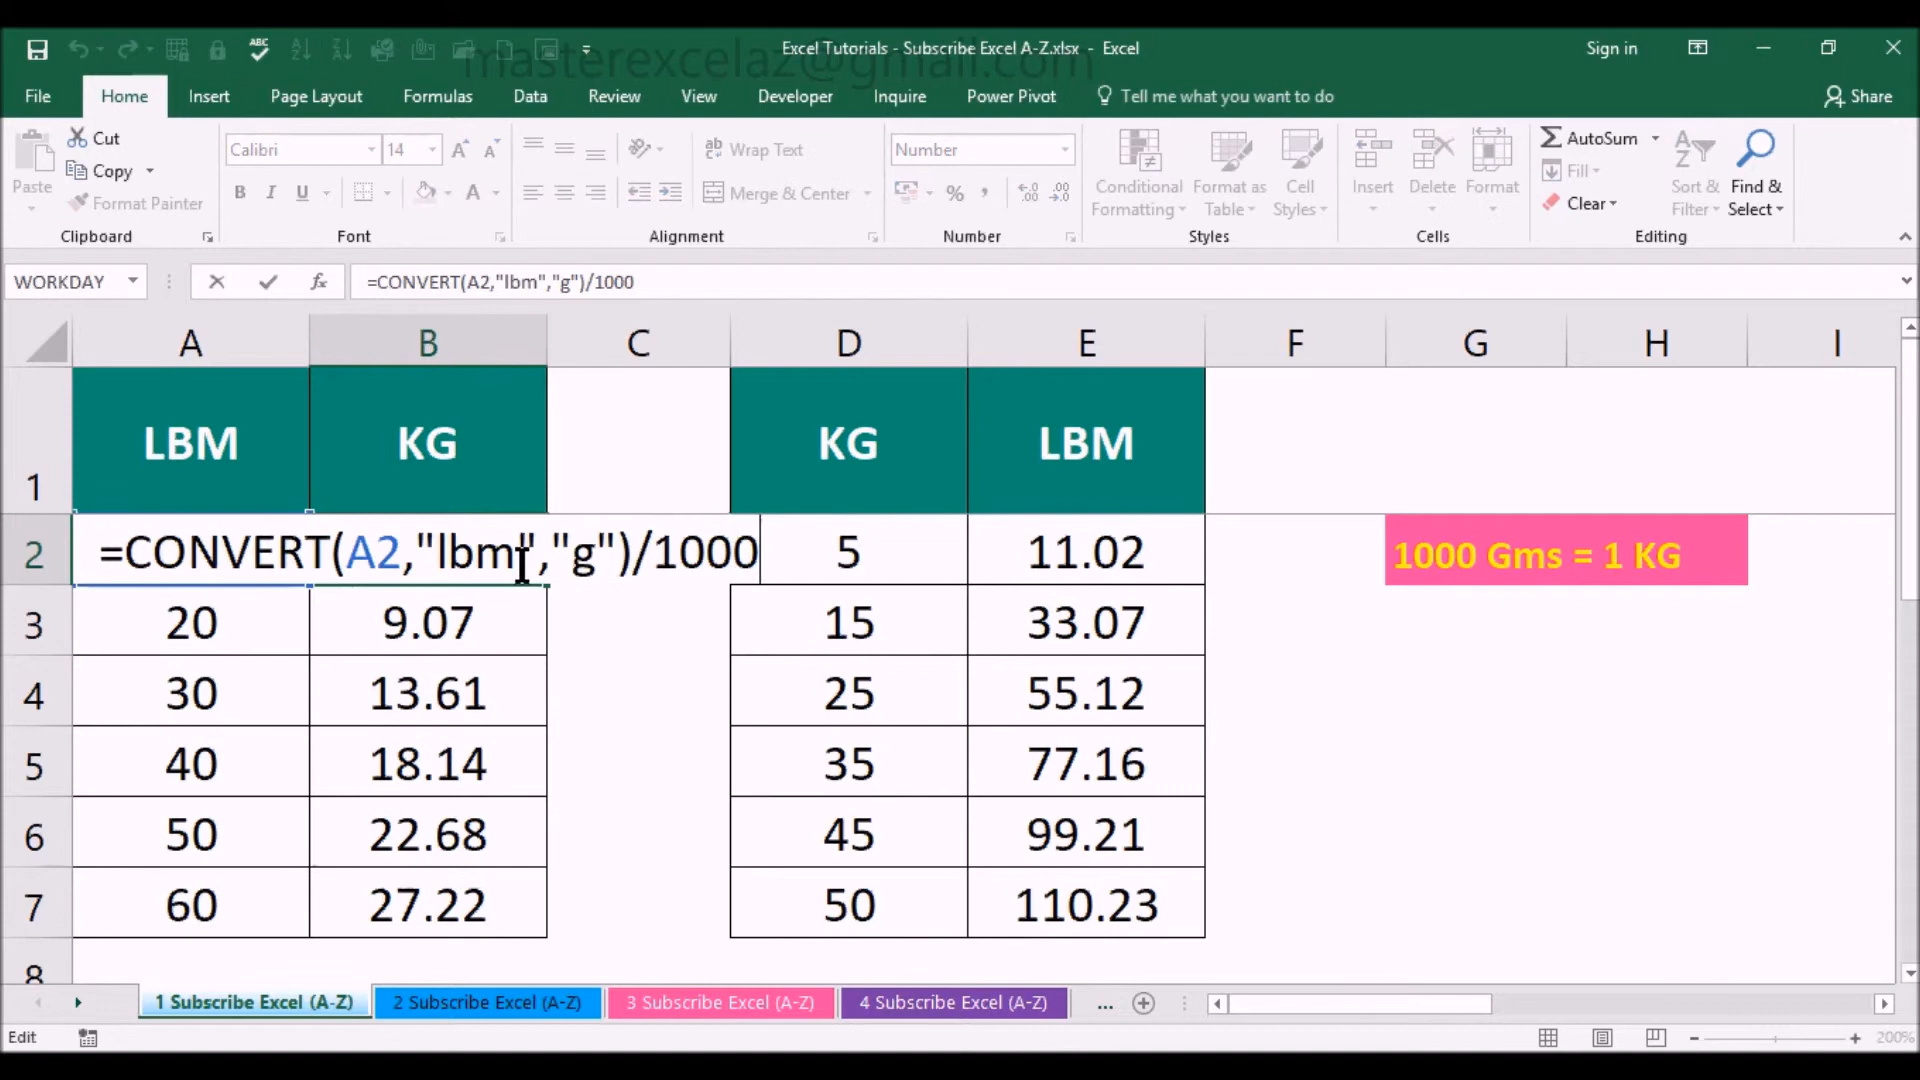 masterexcelaz@gmail.com
Excel Tutorials - Subscribe Excel A-Z.xlsx - Excel
Sign in
File Home Insert Page Layout Formulas Data Review View Developer Inquire Power Pivot Tell me what you want to do Share
Paste
Cut
Copy
Format Painter
Clipboard
Calibri 14
B I U A
Font
ab Wrap Text
Merge & Center
Alignment
Number
% ,
Number
Conditional Formatting
Format as Table
Cell Styles
Styles
Insert Delete Format
Cells
AutoSum
Fill
Clear
Sort & Filter
Find & Select
Editing
WORKDAY fx =CONVERT(A2,"lbm","g")/1000
A B C D E F G H I
1 LBM KG KG LBM
2 =CONVERT(A2,"lbm","g")/1000 5 11.02 1000 Gms = 1 KG
3 20 9.07 15 33.07
4 30 13.61 25 55.12
5 40 18.14 35 77.16
6 50 22.68 45 99.21
7 60 27.22 50 110.23
8
1 Subscribe Excel (A-Z) 2 Subscribe Excel (A-Z) 3 Subscribe Excel (A-Z) 4 Subscribe Excel (A-Z) ...
Edit 200%